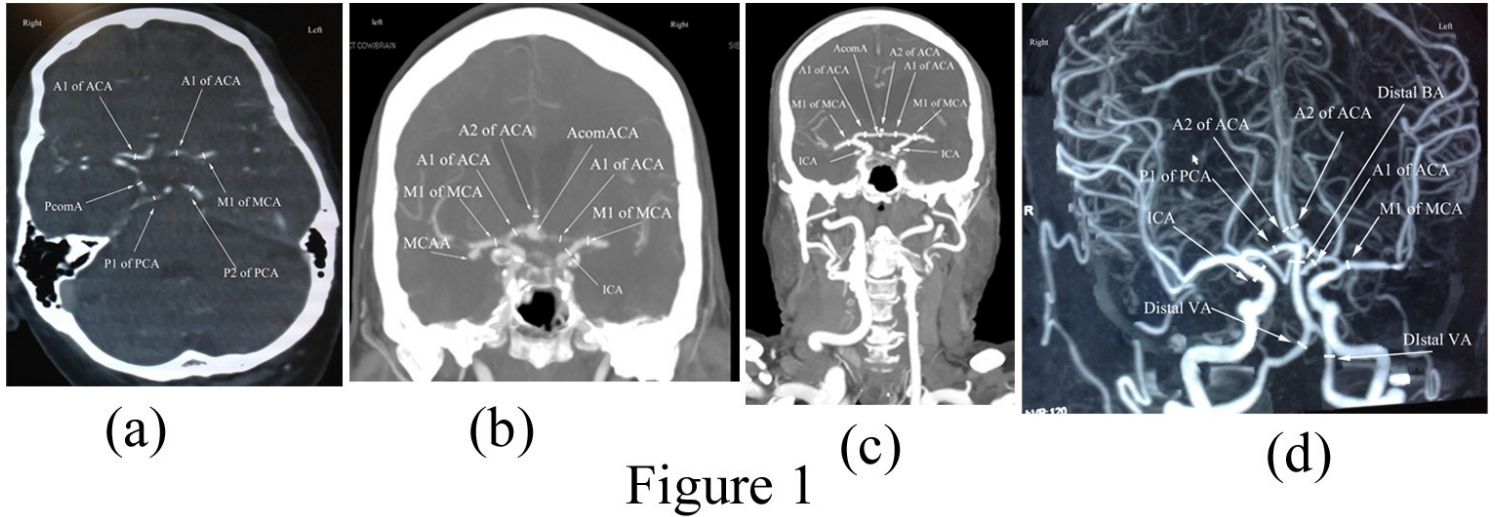 Right
Left
A1 of ACA
A1 of ACA
PcomA
M1 of MCA
P1 of PCA
P2 of PCA
(a)
left
Right
CT COW/BRAIN
SIE
A2 of ACA
AcomACA
A1 of ACA
A1 of ACA
M1 of MCA
M1 of MCA
MCAA
ICA
(b)
AcomA
A2 of ACA
A1 of ACA
A1 of ACA
M1 of MCA
M1 of MCA
ICA
ICA
(c)
Right
Left
Distal BA
A2 of ACA
A2 of ACA
P1 of PCA
A1 of ACA
R
ICA
M1 of MCA
Distal VA
DIstal VA
(d)
Figure 1